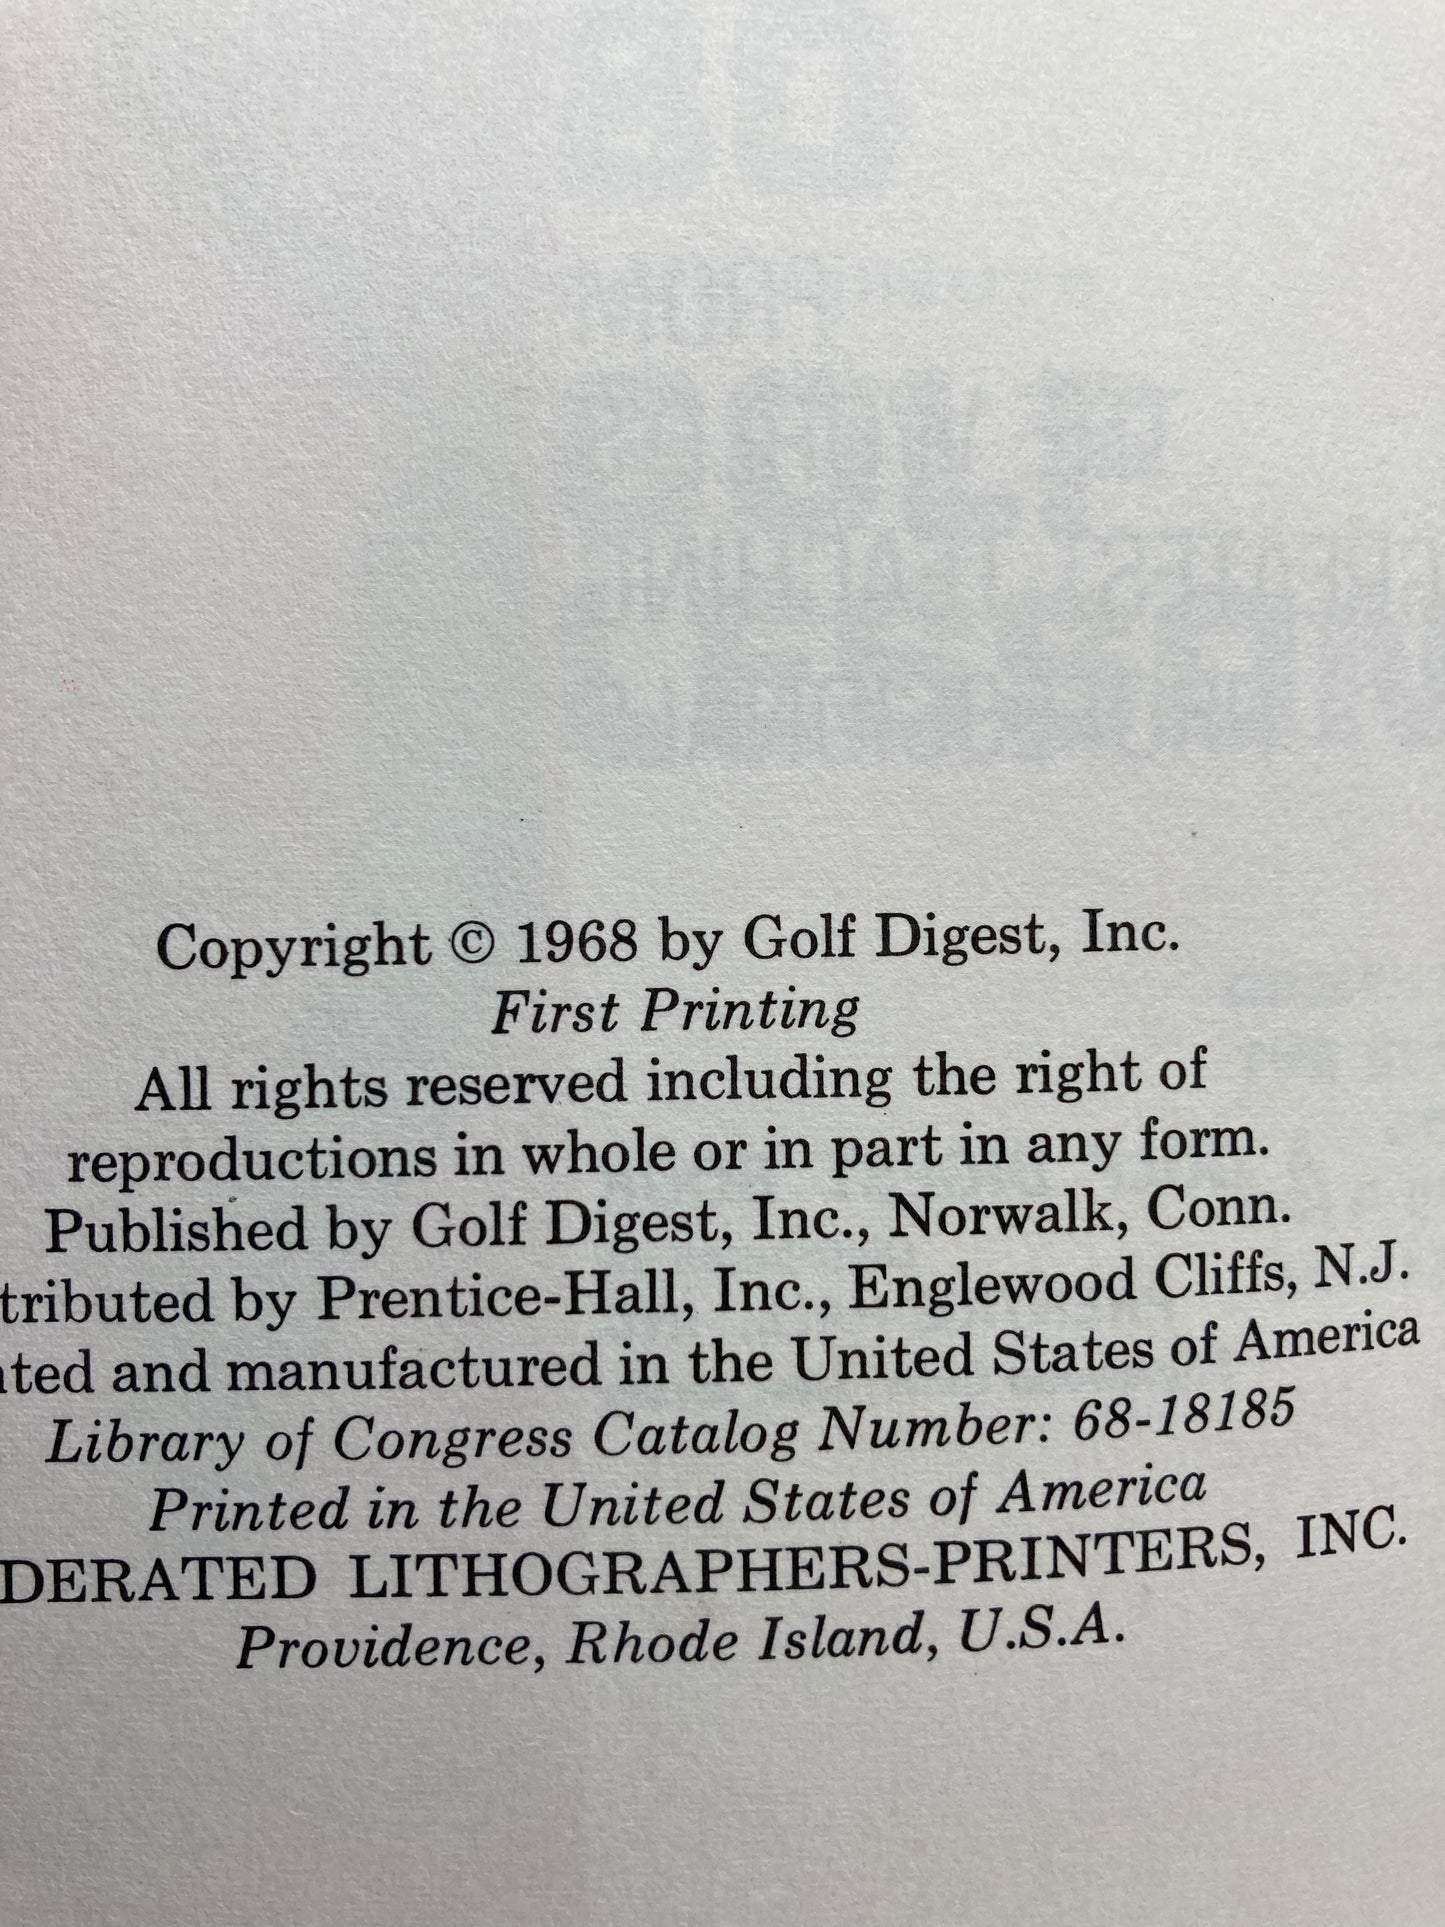 Copyright © 1968 by Golf Digest, Inc.
First Printing
All rights reserved including the right of
reproductions in whole or in part in any form.
Published by Golf Digest, Inc., Norwalk, Conn.
tributed by Prentice-Hall, Inc., Englewood Cliffs, N.J.
ted and manufactured in the United States of America
Library of Congress Catalog Number: 68-18185
Printed in the United States of America
DERATED LITHOGRAPHERS-PRINTERS, INC.
Providence, Rhode Island, U.S.A.